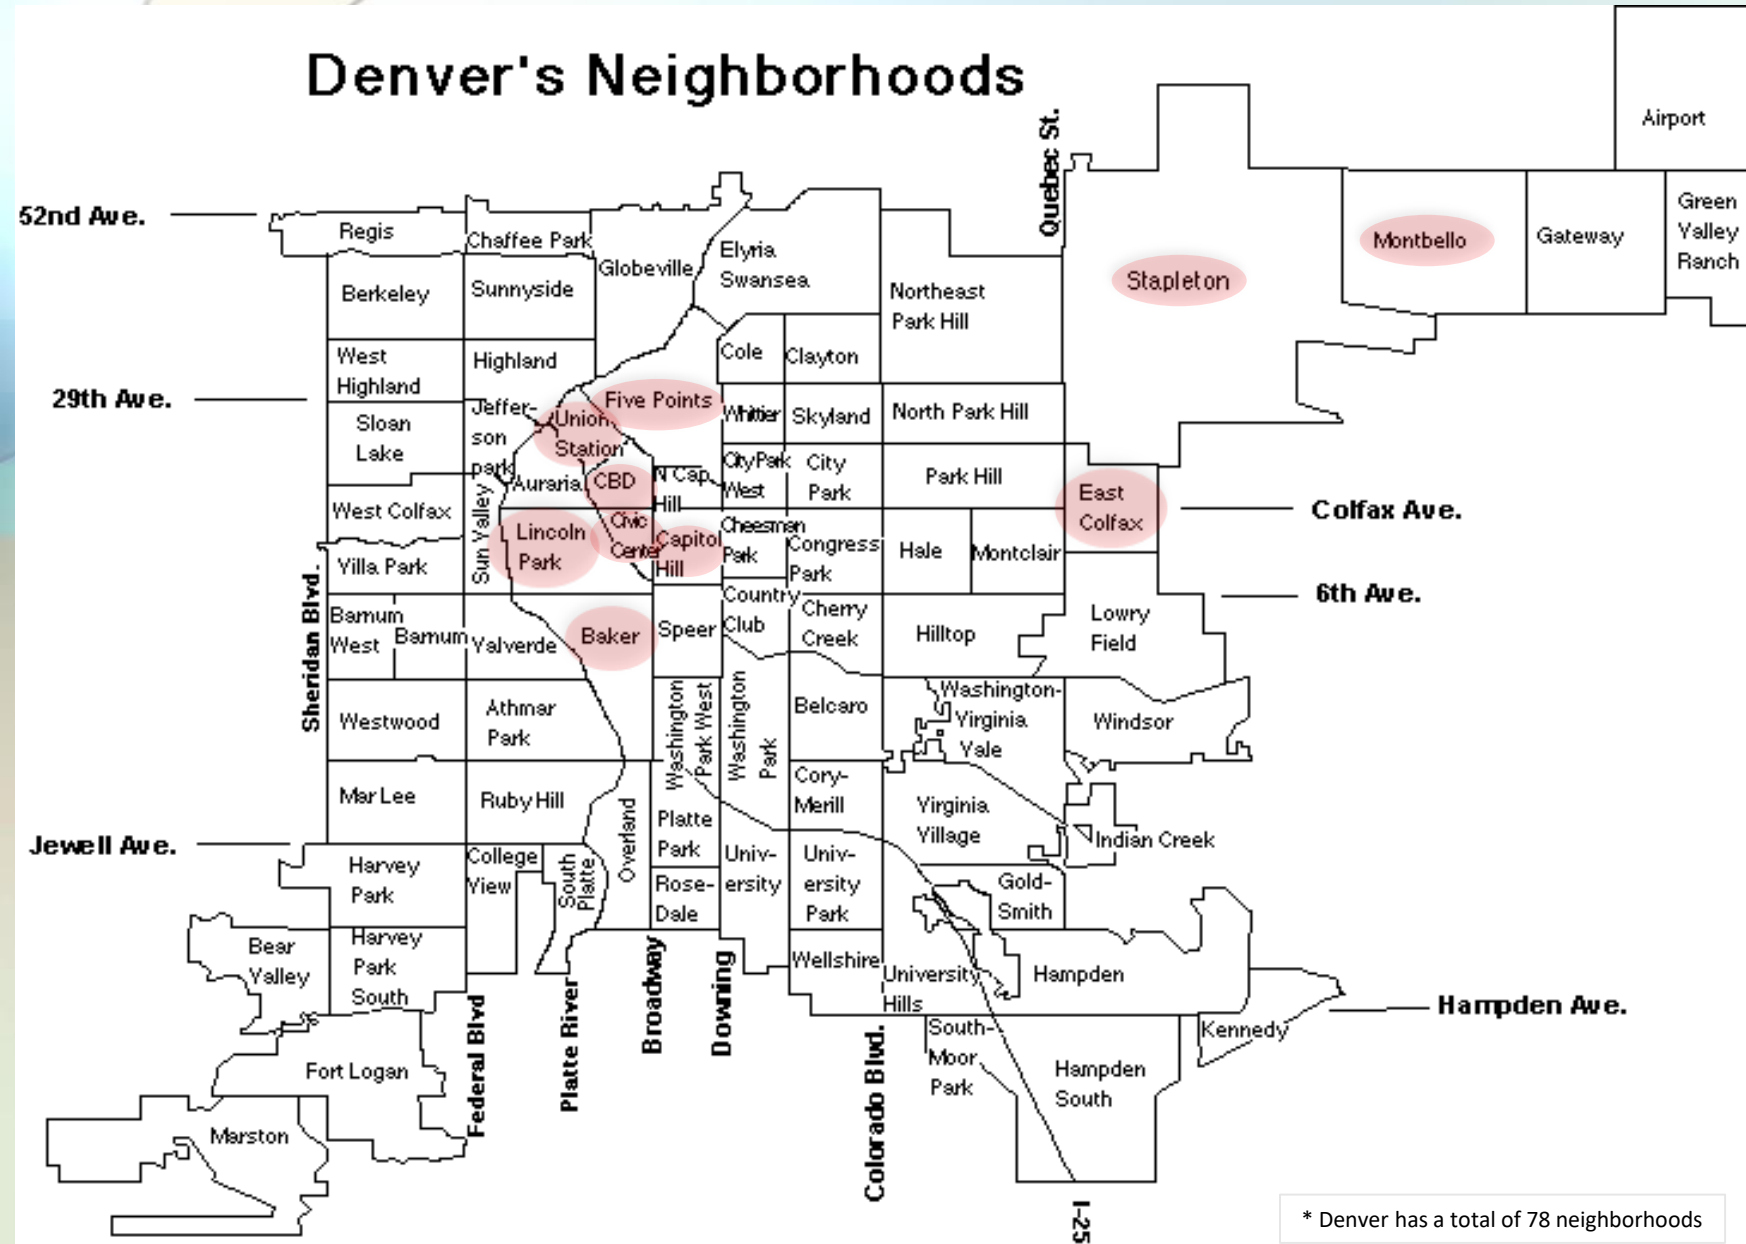 Denver's Neighborhoods
Quebec St.
Airport
52nd Ave.
Regis
Chaffee Park
Globeville
Elyria
Swansea
Montbello
Gateway
Green
Valley
Ranch
Stapleton
Berkeley
Sunnyside
Northeast
Park Hill
West
Highland
Highland
Cole
Clayton
29th Ave.
Sloan
Lake
Jeffer-
son
park
Union
Station
Five Points
Whittier
Skyland
North Park Hill
Auraria
CBD
N Cap
Hill
City Park
West
City
Park
Park Hill
East
Colfax
Colfax Ave.
West Colfax
Sun Valley
Lincoln
Park
Civic
Center
Capitol
Hill
Cheesman
Park
Congress
Park
Hale
Montclair
Villa Park
6th Ave.
Sheridan Blvd.
Barnum
West
Barnum
Valverde
Baker
Speer
Country
Club
Cherry
Creek
Hilltop
Lowry
Field
Westwood
Athmar
Park
Washington
Park West
Washington
Park
Belcaro
Washington-
Virginia
Vale
Windsor
Mar Lee
Ruby Hill
Overland
Platte
Park
Cory-
Merill
Virginia
Village
Indian Creek
Jewell Ave.
Harvey
Park
College
View
South
Platte
Rose-
Dale
Univ-
ersity
Univ-
ersity
Park
Gold-
Smith
Bear
Valley
Harvey
Park
South
Wellshire
University
Hills
Hampden
Hampden Ave.
Federal Blvd
Platte River
Broadway
Downing
Colorado Blvd.
South-
Moor
Park
Hampden
South
Kennedy
Fort Logan
Marston
I-25
* Denver has a total of 78 neighborhoods